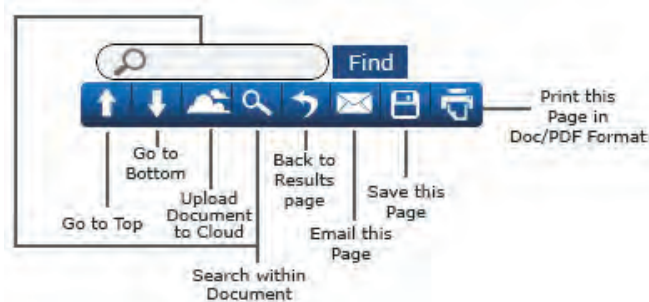 Find
Print this
Page in
Doc/PDF Format
Go to
Bottom
Back to
Results
page
Save this
Page
Upload
Document
to Cloud
Go to Top
Email this
Page
Search within
Document